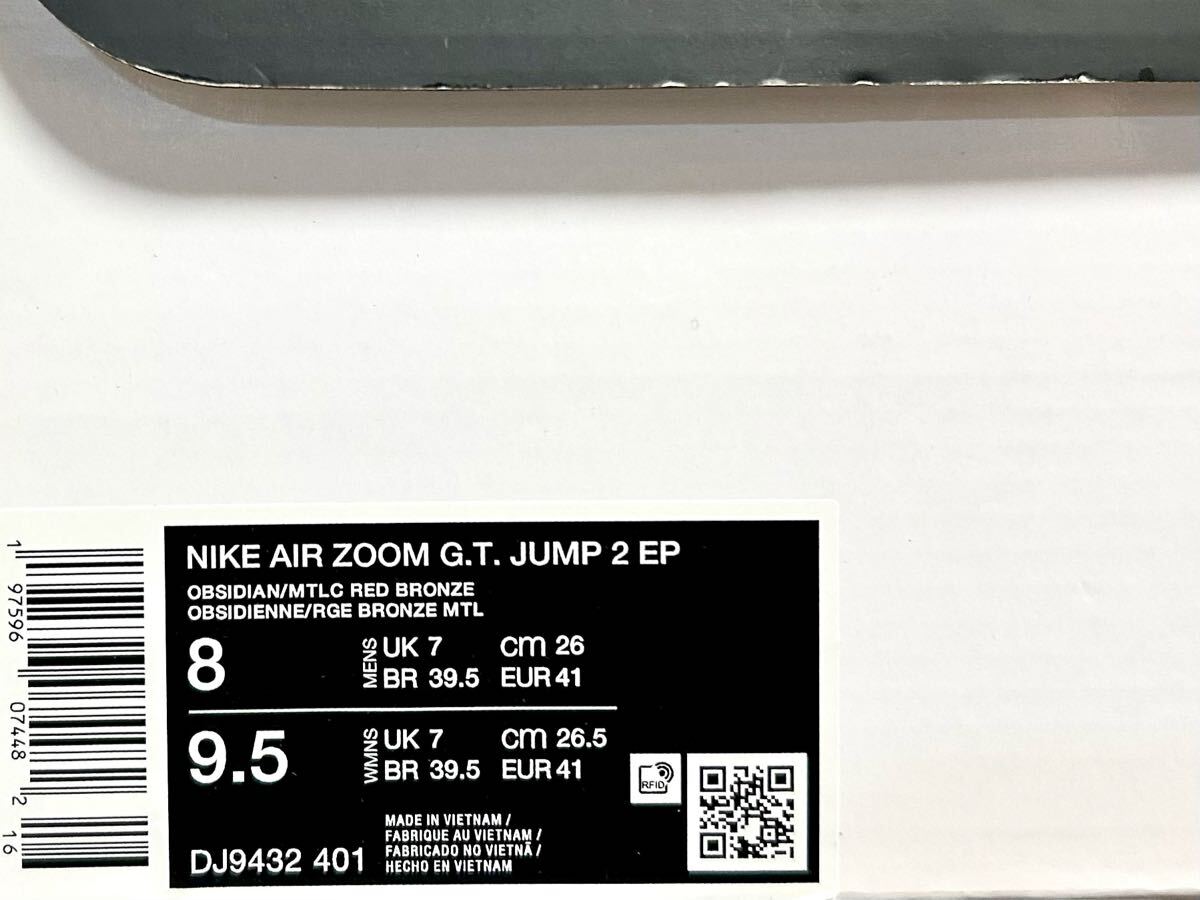 NIKE AIR ZOOM G.T. JUMP 2 EP
OBSIDIAN/MTLC RED BRONZE
OBSIDIENNE/RGE BRONZE MTL
8 MENS UK 7 cm 26
BR 39.5 EUR 41
9.5 WMNS UK 7 cm 26.5
BR 39.5 EUR 41
RFID
MADE IN VIETNAM /
FABRIQUE AU VIETNAM /
FABRICADO NO VIETNÃ /
HECHO EN VIETNAM
DJ9432 401
1 97596 07448 2 16